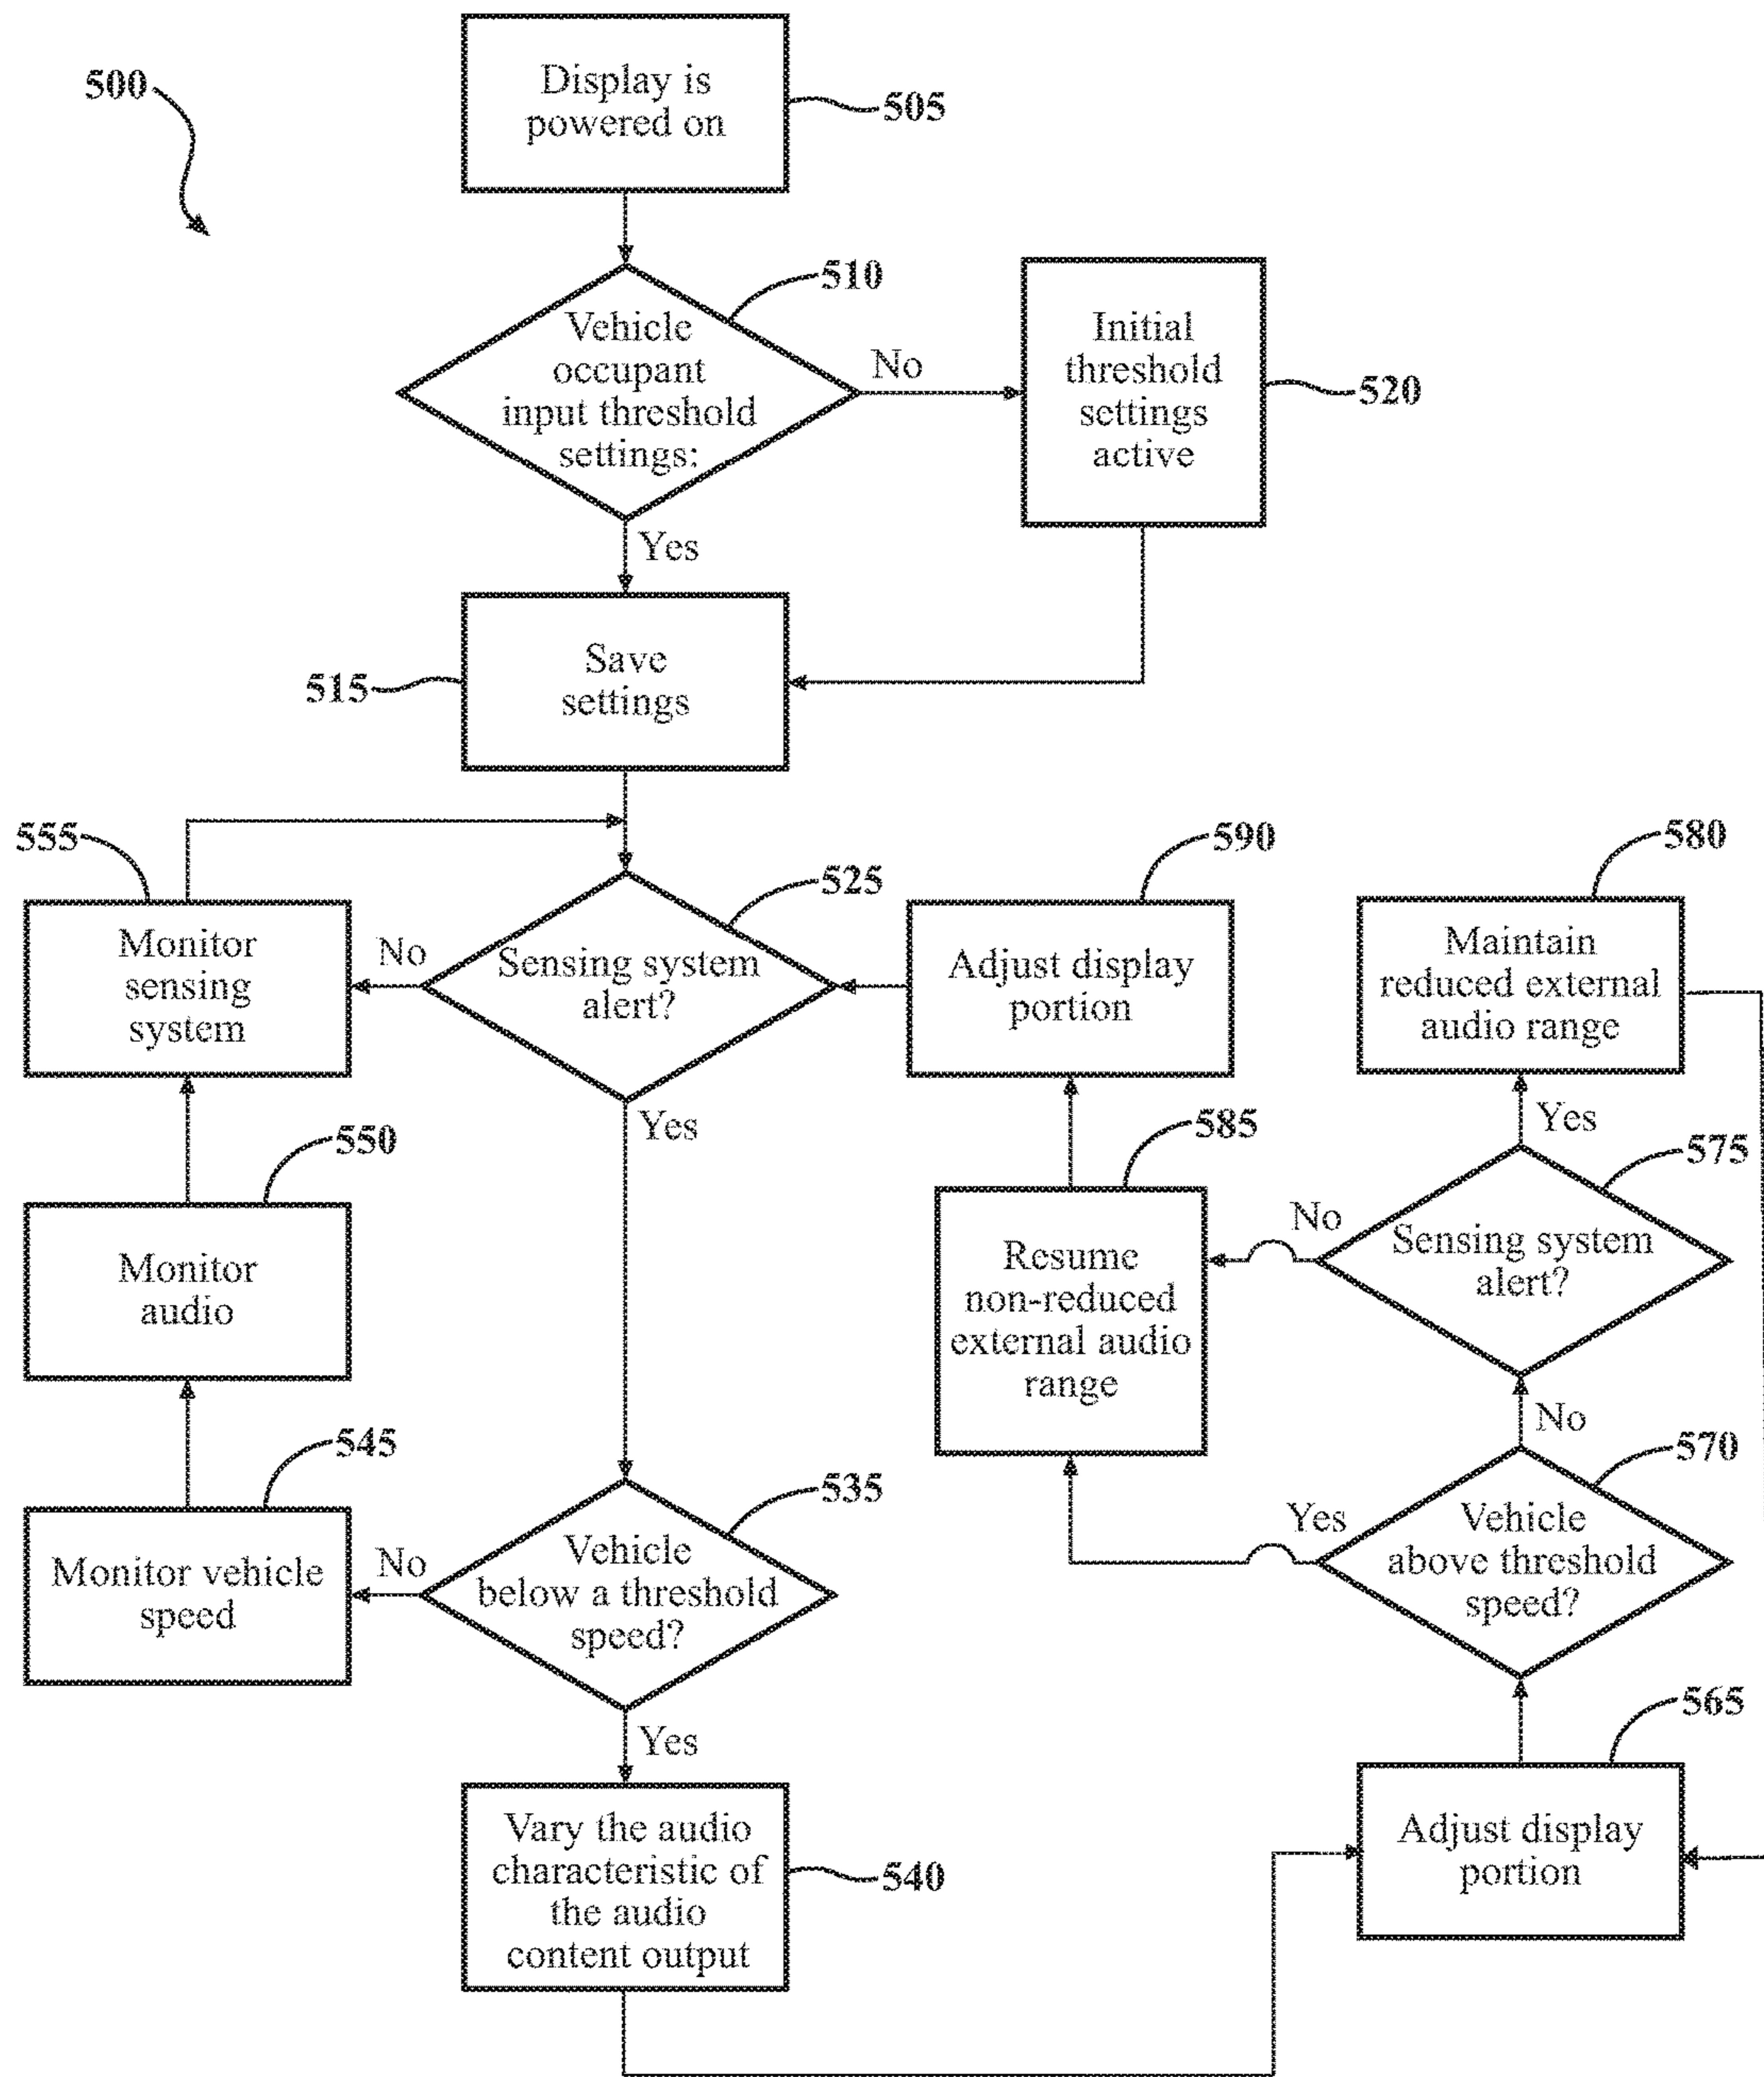 500
Display is
powered on
505
510
Vehicle
occupant
input threshold
settings:
No
Initial
threshold
settings
active
520
Yes
Save
settings
515
555
Monitor
sensing
system
No
525
Sensing system
alert?
590
Adjust display
portion
580
Maintain
reduced external
audio range
Yes
Yes
550
Monitor
audio
585
Resume
non-reduced
external audio
range
No
575
Sensing system
alert?
No
545
Monitor vehicle
speed
No
535
Vehicle
below a threshold
speed?
Yes
570
Vehicle
above threshold
speed?
Yes
Vary the audio
characteristic of
the audio
content output
540
565
Adjust display
portion